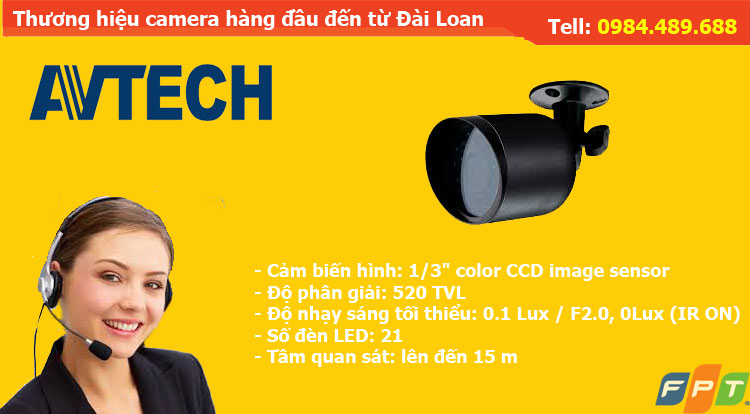 Thương hiệu camera hàng đầu đến từ Đài Loan
Tell: 0984.489.688
AVTECH
- Cảm biến hình: 1/3" color CCD image sensor
- Độ phân giải: 520 TVL
- Độ nhạy sáng tối thiểu: 0.1 Lux / F2.0, 0Lux (IR ON)
- Số đèn LED: 21
- Tầm quan sát: lên đến 15 m
FPT